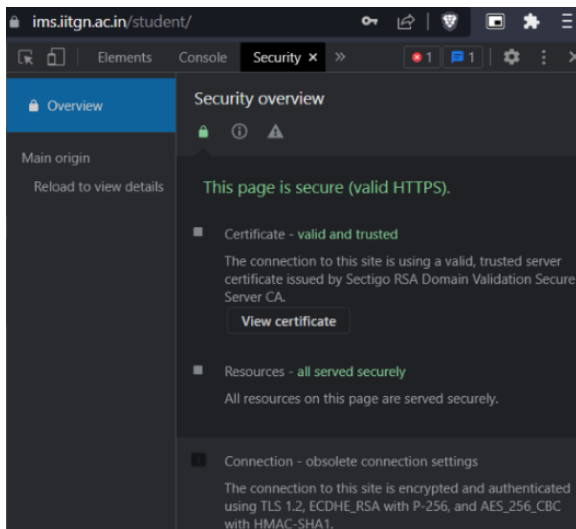 ims.iitgn.ac.in/student/
Elements Console Security × » 1 1
Overview
Main origin
Reload to view details
Security overview
This page is secure (valid HTTPS).
Certificate - valid and trusted
The connection to this site is using a valid, trusted server
certificate issued by Sectigo RSA Domain Validation Secure
Server CA.
View certificate
Resources - all served securely
All resources on this page are served securely.
Connection - obsolete connection settings
The connection to this site is encrypted and authenticated
using TLS 1.2, ECDHE_RSA with P-256, and AES_256_CBC
with HMAC-SHA1.